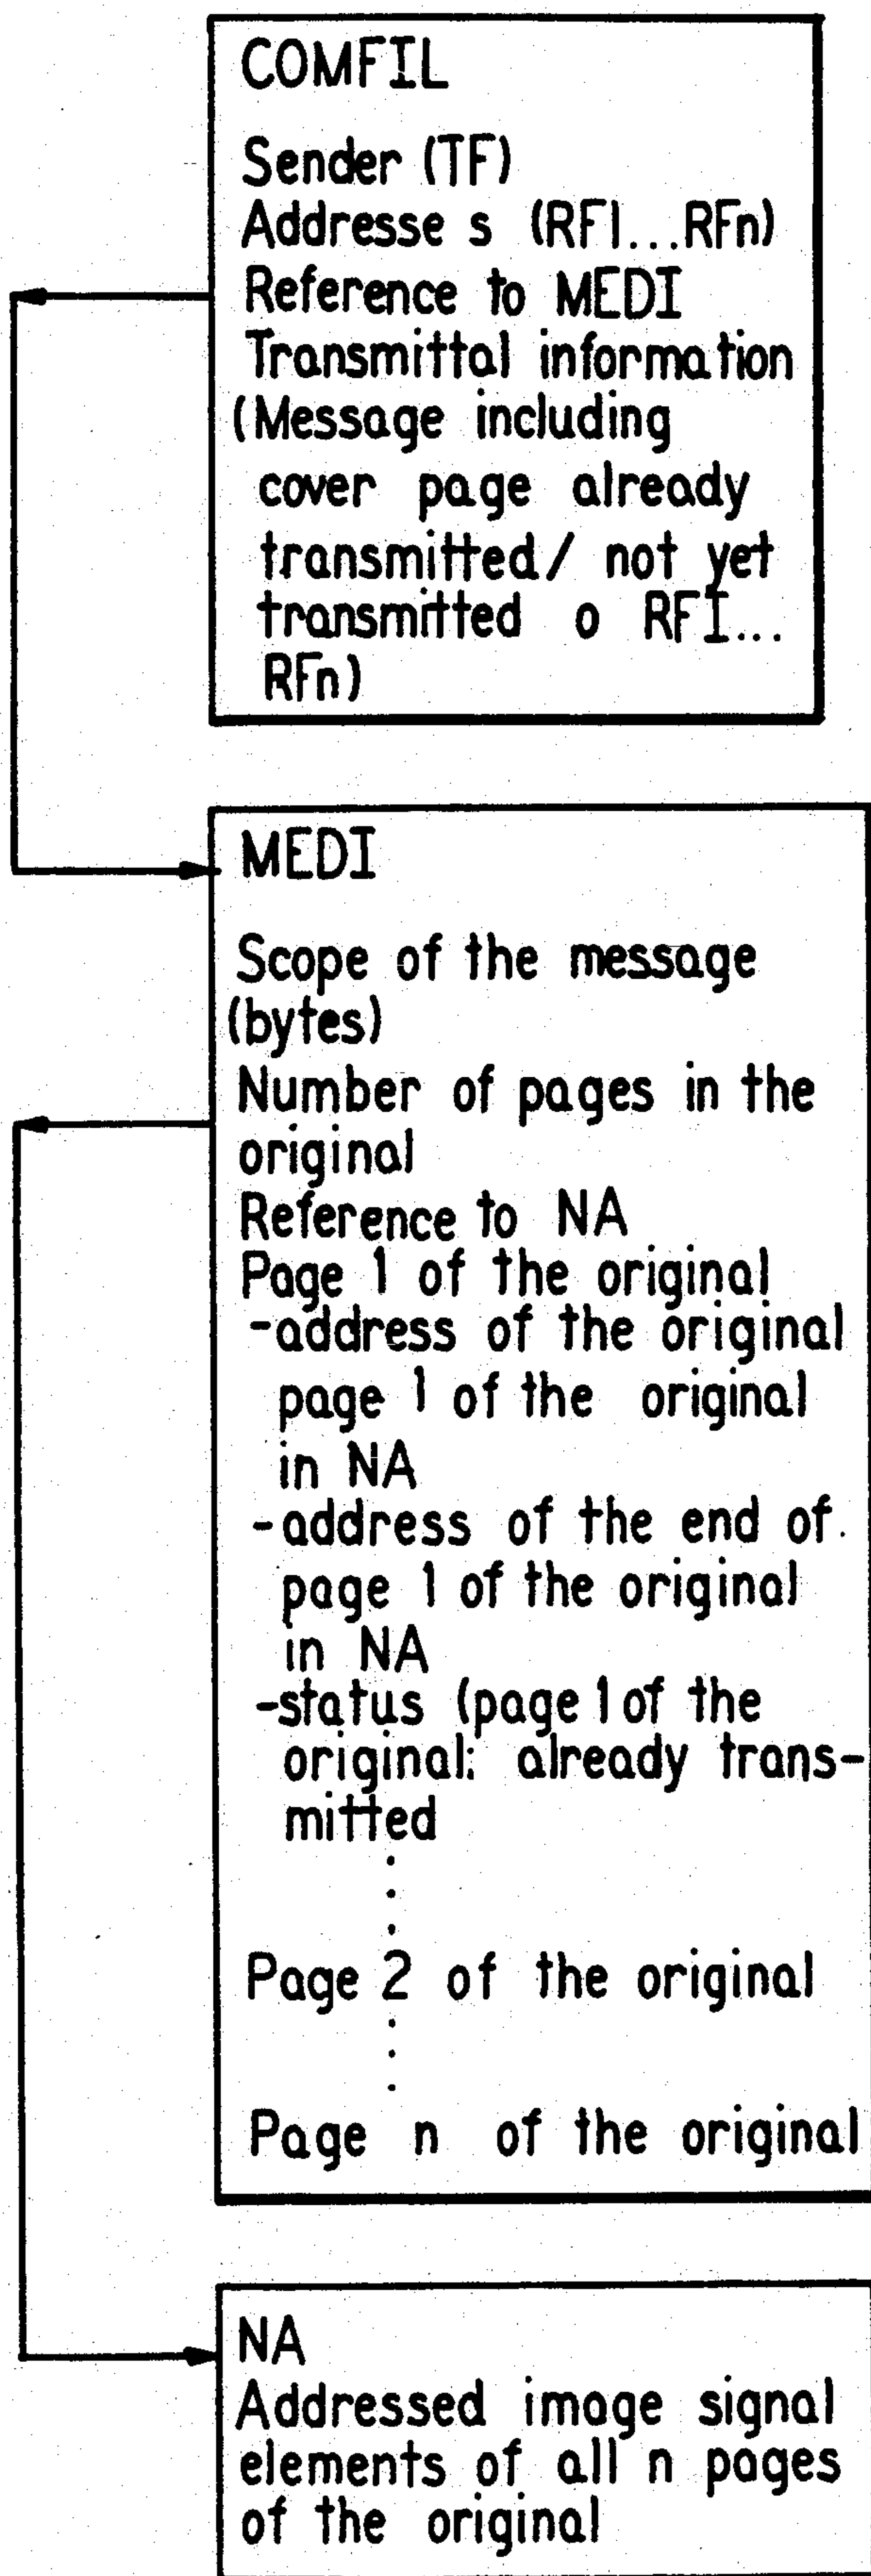 COMFIL
Sender (TF)
Addresse s (RF1...RFn)
Reference to MEDI
Transmittal information
(Message including
cover page already
transmitted/ not yet
transmitted o RFI...
RFn)
MEDI
Scope of the message
(bytes)
Number of pages in the
original
Reference to NA
Page 1 of the original
-address of the original
page 1 of the original
in NA
-address of the end of
page 1 of the original
in NA
-status (page 1 of the
original: already trans-
mitted
Page 2 of the original
Page n of the original
NA
Addressed image signal
elements of all n pages
of the original